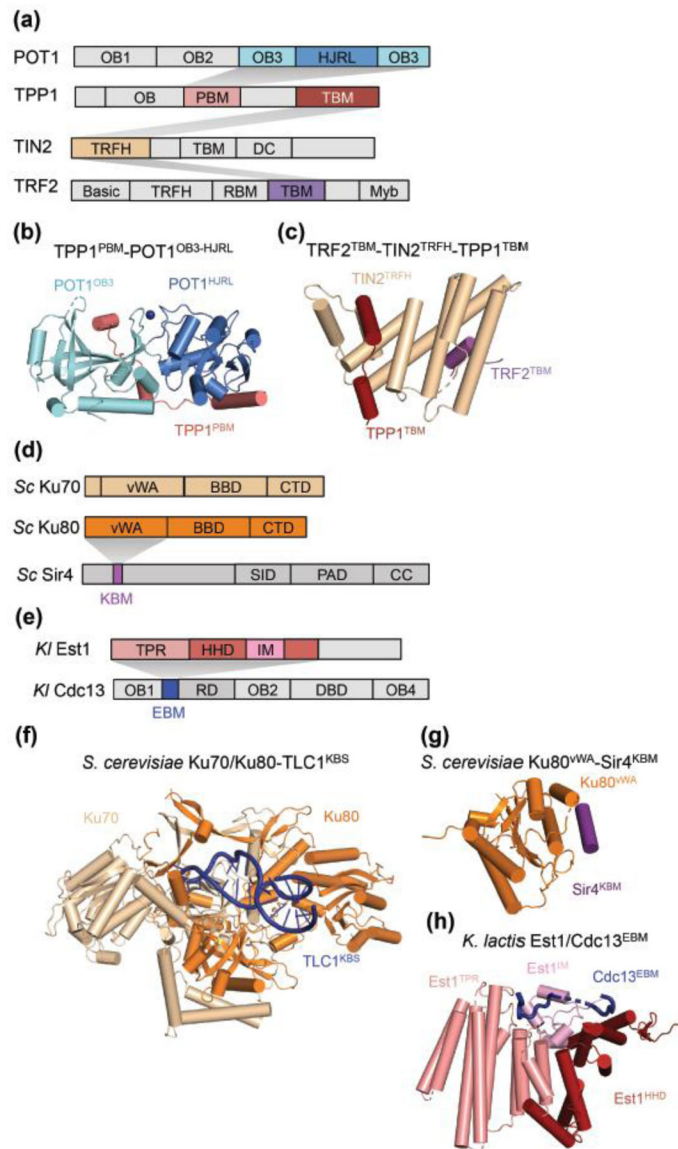 (a)
POT1 OB1 OB2 OB3 HJRL OB3
TPP1 OB PBM TBM
TIN2 TRFH TBM DC
TRF2 Basic TRFH RBM TBM Myb
(b) (c)
TPP1PBM-POT1OB3-HJRL TRF2TBM-TIN2TRFH-TPP1TBM
POT1OB3 POT1HJRL TIN2TRFH
TRF2TBM
TPP1PBM TPP1TBM
(d)
Sc Ku70 vWA BBD CTD
Sc Ku80 vWA BBD CTD
Sc Sir4 SID PAD CC
KBM
(e)
Kl Est1 TPR HHD IM
Kl Cdc13 OB1 RD OB2 DBD OB4
EBM
(f) (g)
S. cerevisiae Ku70/Ku80-TLC1KBS S. cerevisiae Ku80vWA-Sir4KBM
Ku70 Ku80 Ku80vWA
Sir4KBM
TLC1KBS
(h)
K. lactis Est1/Cdc13EBM
Est1TPR Est1IM Cdc13EBM
Est1HHD